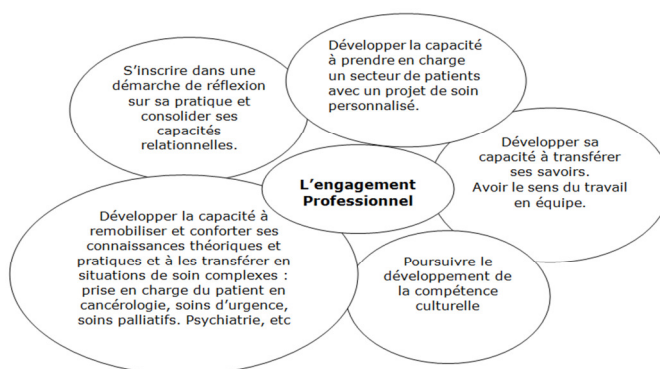 Développer la capacité
à prendre en charge
un secteur de patients
avec un projet de soin
personnalisé.
S'inscrire dans une
démarche de réflexion
sur sa pratique et
consolider ses
capacités
relationnelles.
Développer sa
capacité à transférer
ses savoirs.
Avoir le sens du travail
en équipe.
L'engagement
Professionnel
Développer la capacité à
remobiliser et conforter ses
connaissances théoriques et
pratiques et à les transférer en
situations de soin complexes :
prise en charge du patient en
cancérologie, soins d'urgence,
soins palliatifs. Psychiatrie, etc
Poursuivre le
développement de
la compétence
culturelle